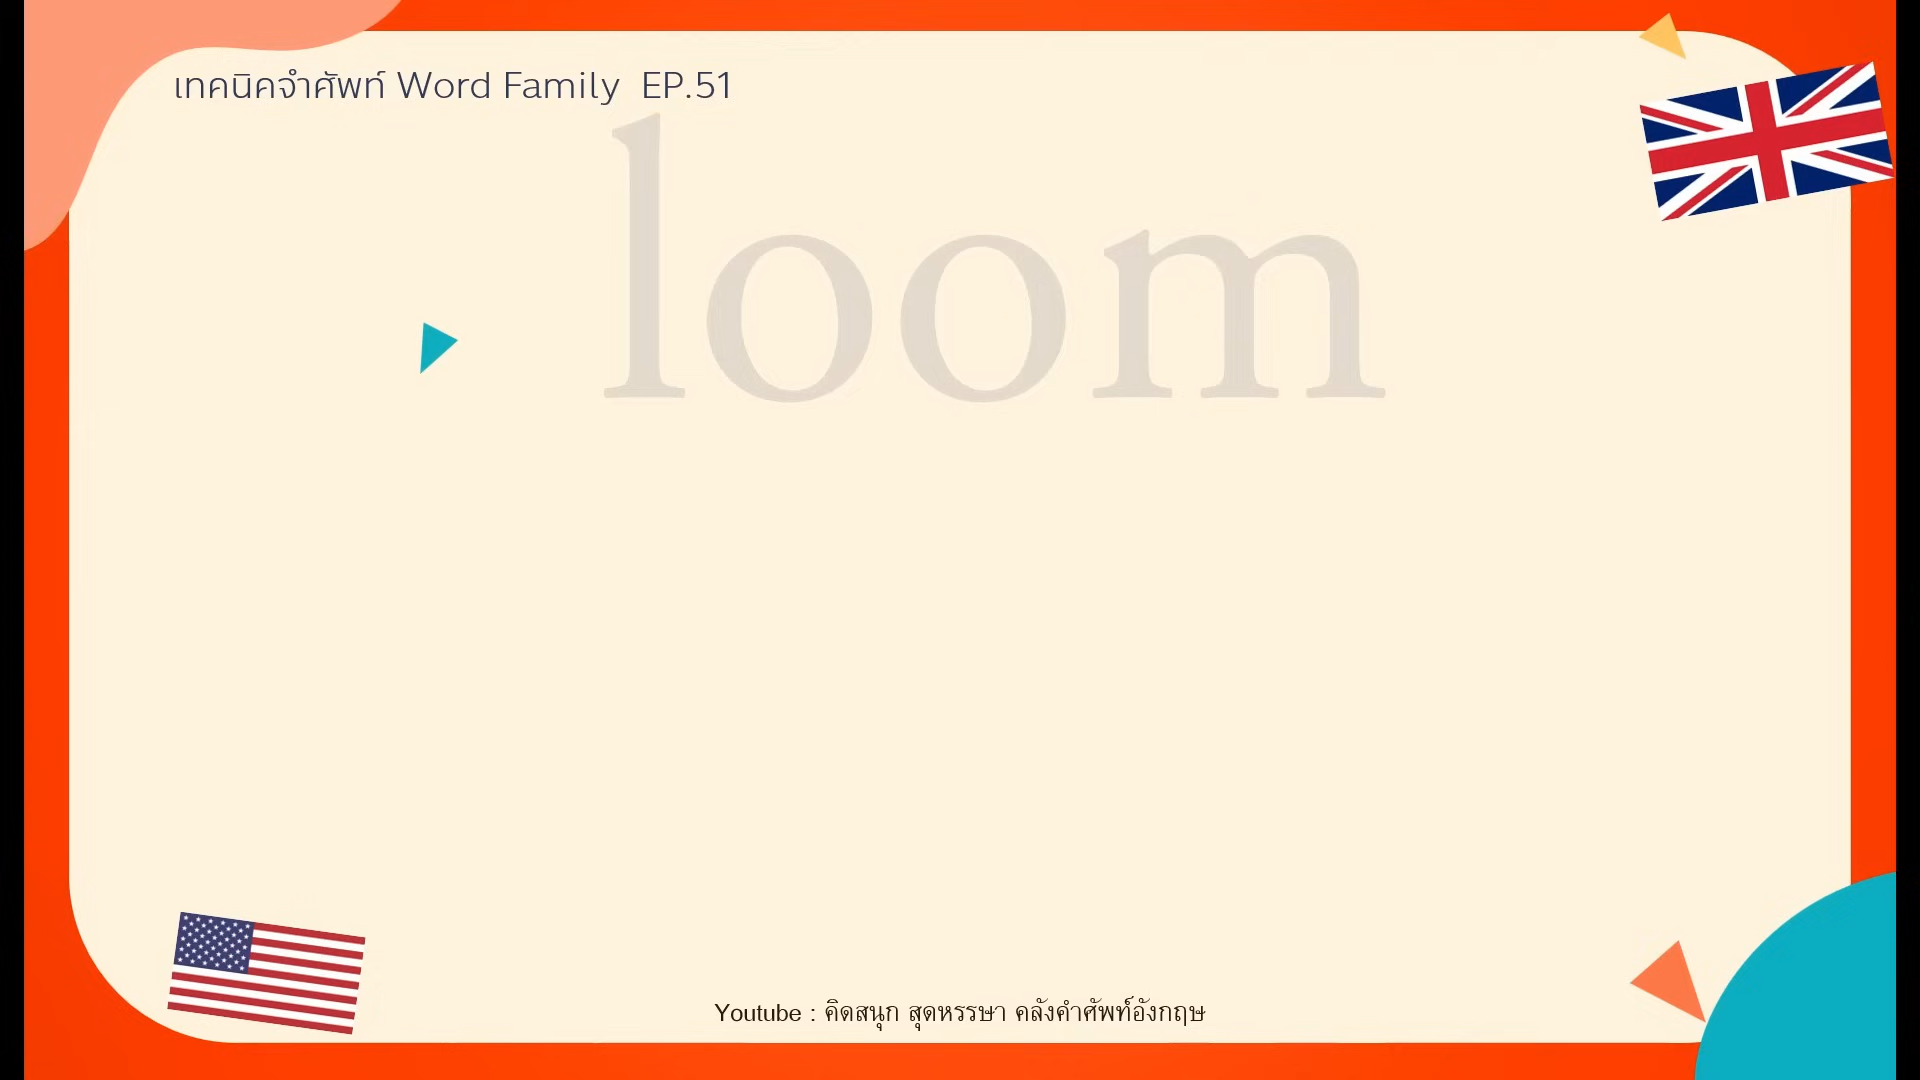 เทคนิคจำศัพท์ Word Family EP.51
loom
Youtube : คิดสนุก สุดหรรษา คลังคำศัพท์อังกฤษ